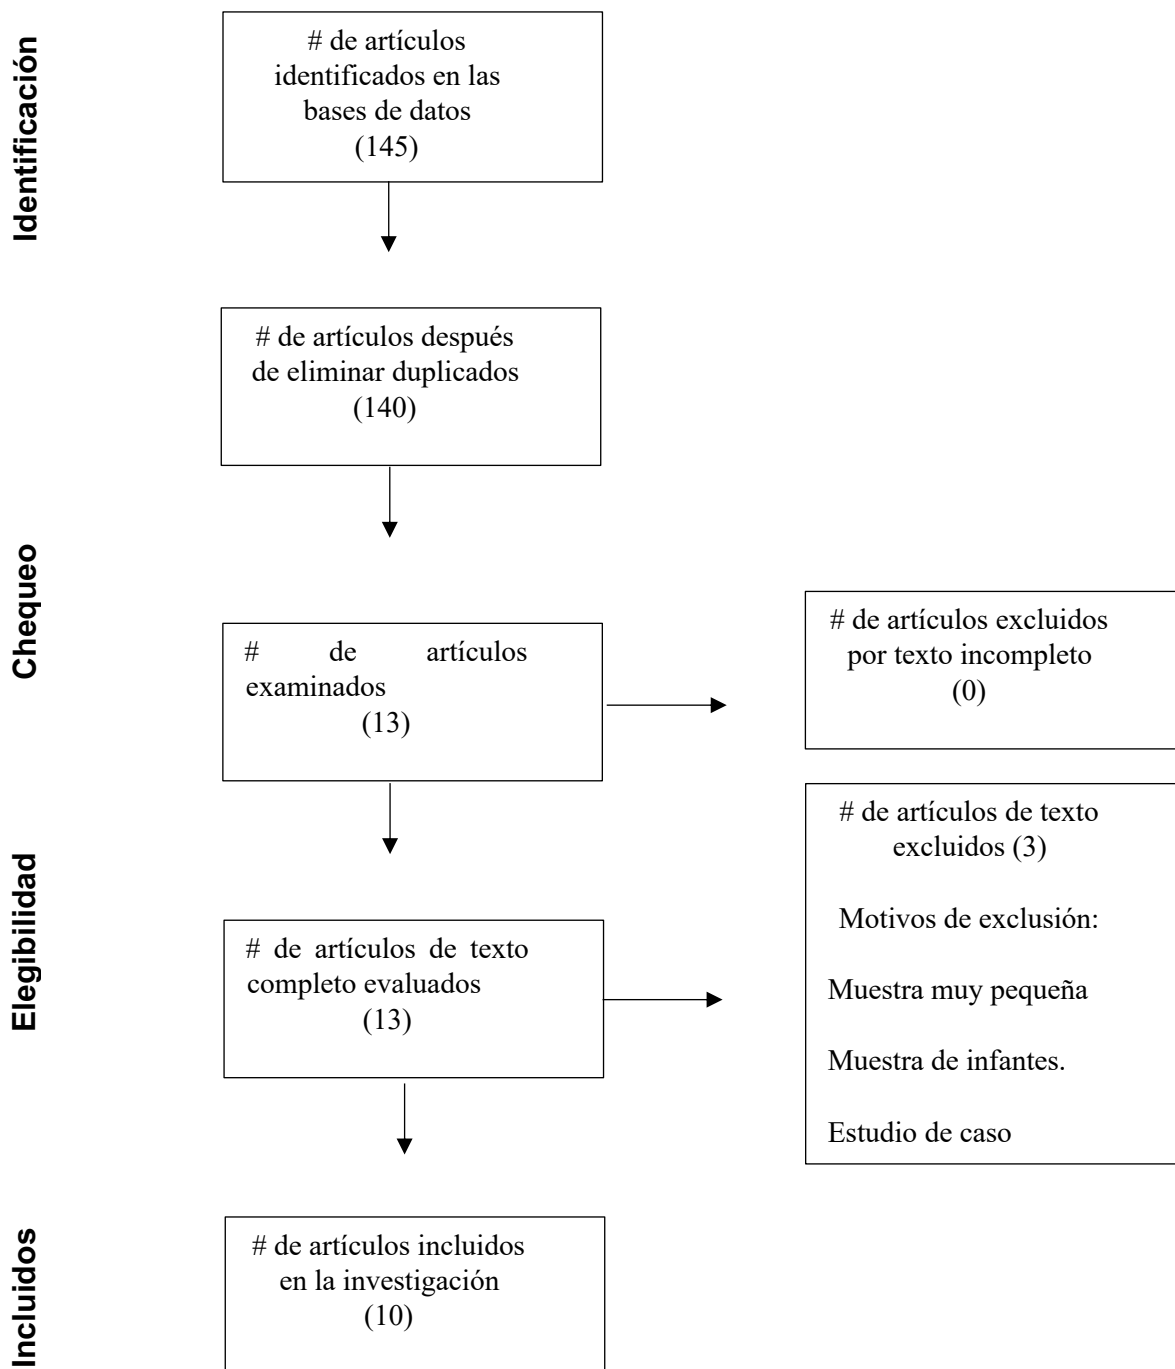 Identificación
# de artículos
identificados en las
bases de datos
(145)
# de artículos después
de eliminar duplicados
(140)
Chequeo
# de artículos
examinados
(13)
# de artículos excluidos
por texto incompleto
(0)
Elegibilidad
# de artículos de texto
completo evaluados
(13)
# de artículos de texto
excluidos (3)
Motivos de exclusión:
Muestra muy pequeña
Muestra de infantes.
Estudio de caso
Incluidos
# de artículos incluidos
en la investigación
(10)